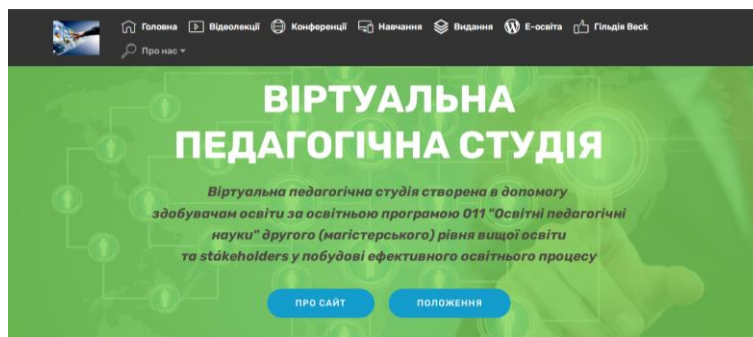 Головна Відеолекції Конференції Навчання Видання Е-освіта Гільдія Beck
Про нас
ВІРТУАЛЬНА
ПЕДАГОГІЧНА СТУДІЯ
Віртуальна педагогічна студія створена в допомогу
здобувачам освіти за освітньою програмою 011 "Освітні педагогічні
науки" другого (магістерського) рівня вищої освіти
та stákeholders у побудові ефективного освітнього процесу
ПРО САЙТ ПОЛОЖЕННЯ